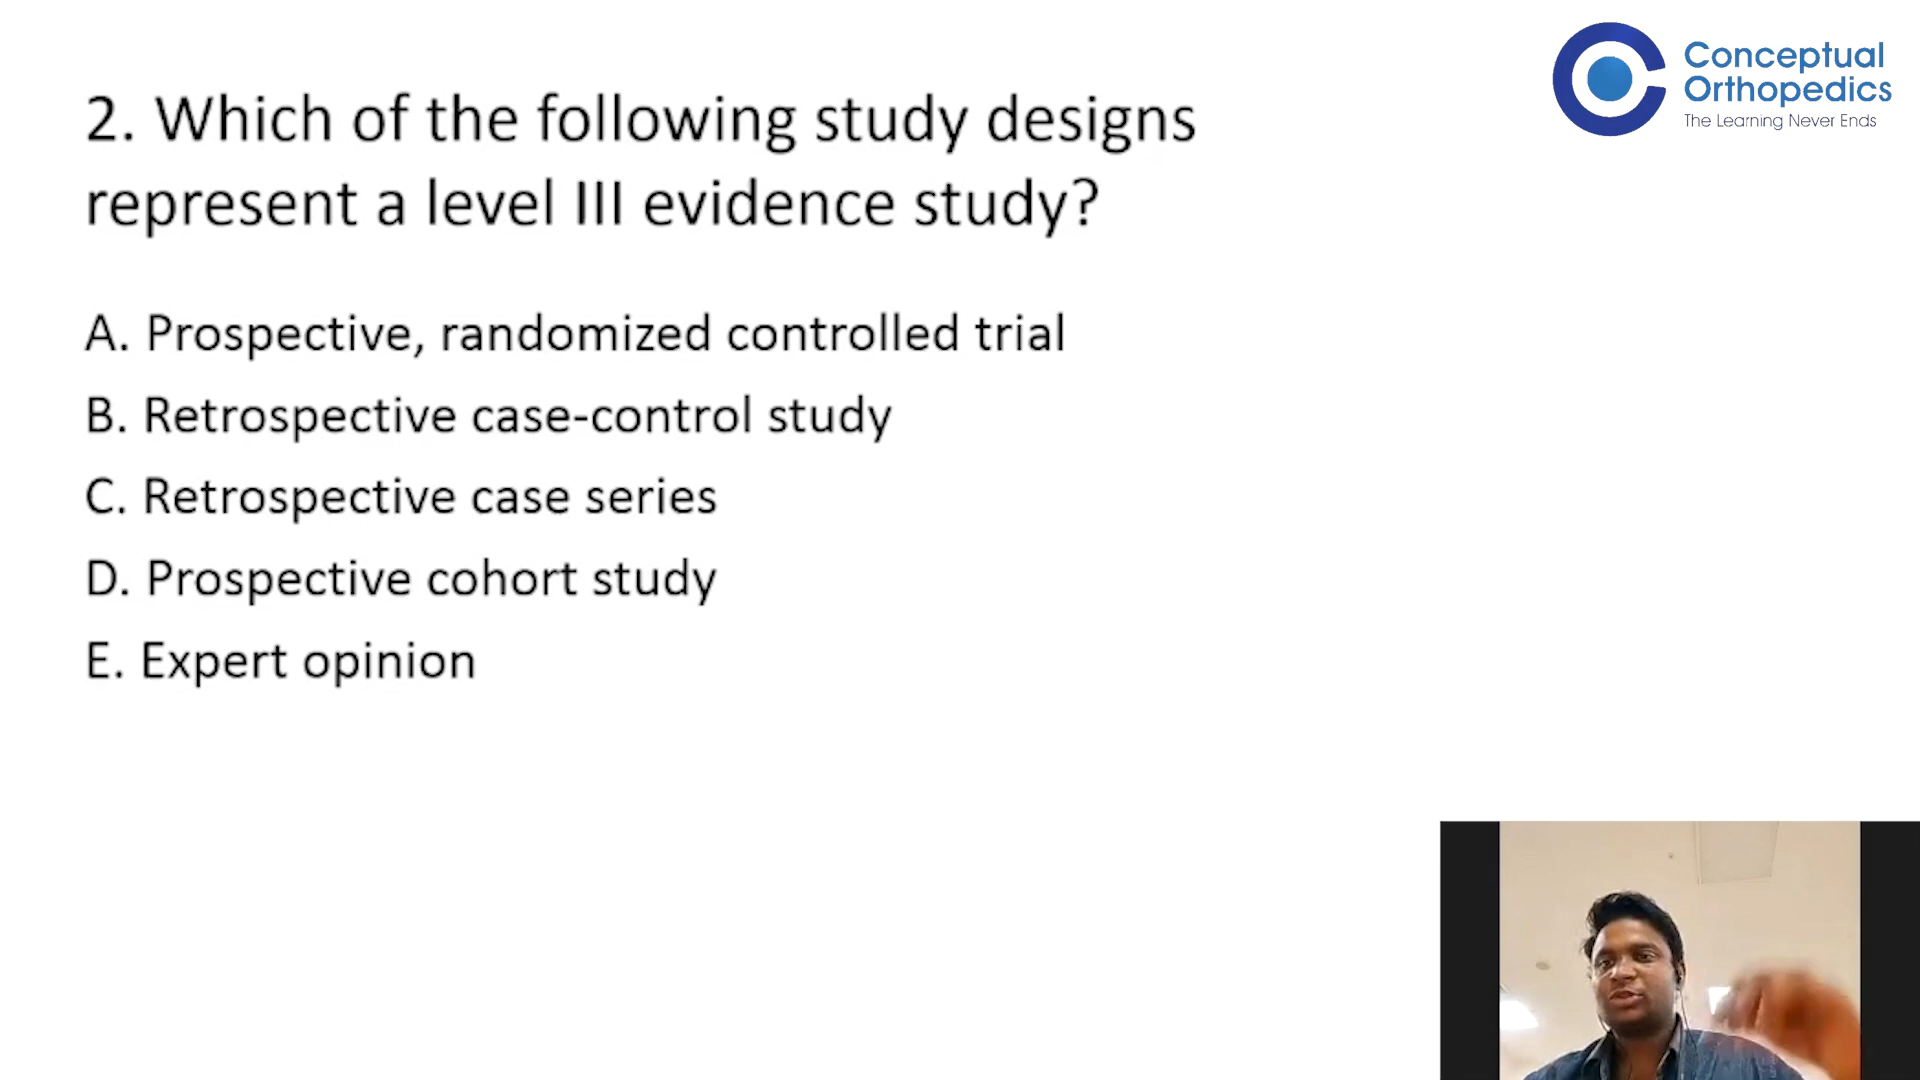 Conceptual
Orthopedics
The Learning Never Ends
2. Which of the following study designs
represent a level III evidence study?
A. Prospective, randomized controlled trial
B. Retrospective case-control study
C. Retrospective case series
D. Prospective cohort study
E. Expert opinion